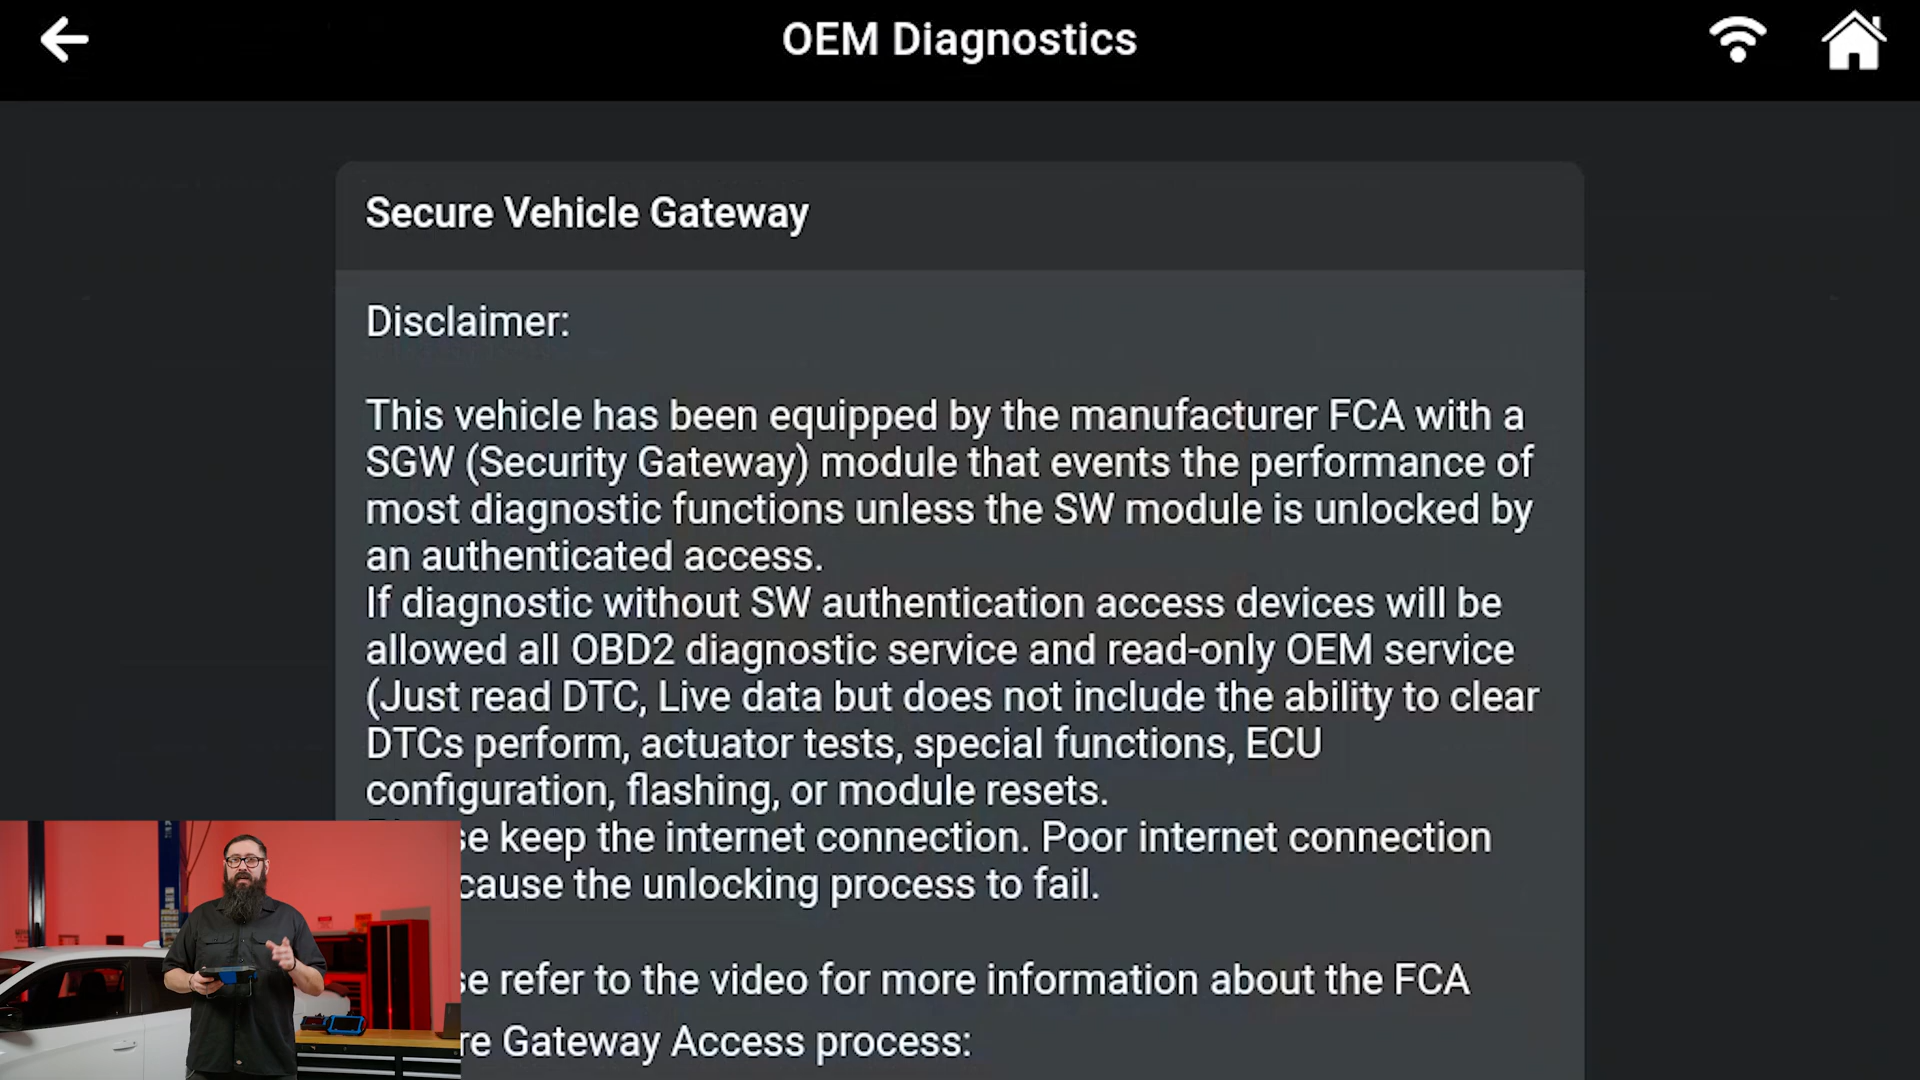 OEM Diagnostics
Secure Vehicle Gateway
Disclaimer:
This vehicle has been equipped by the manufacturer FCA with a
SGW (Security Gateway) module that events the performance of
most diagnostic functions unless the SW module is unlocked by
an authenticated access.
If diagnostic without SW authentication access devices will be
allowed all OBD2 diagnostic service and read-only OEM service
(Just read DTC, Live data but does not include the ability to clear
DTCs perform, actuator tests, special functions, ECU
configuration, flashing, or module resets.
se keep the internet connection. Poor internet connection
cause the unlocking process to fail.
se refer to the video for more information about the FCA
re Gateway Access process: